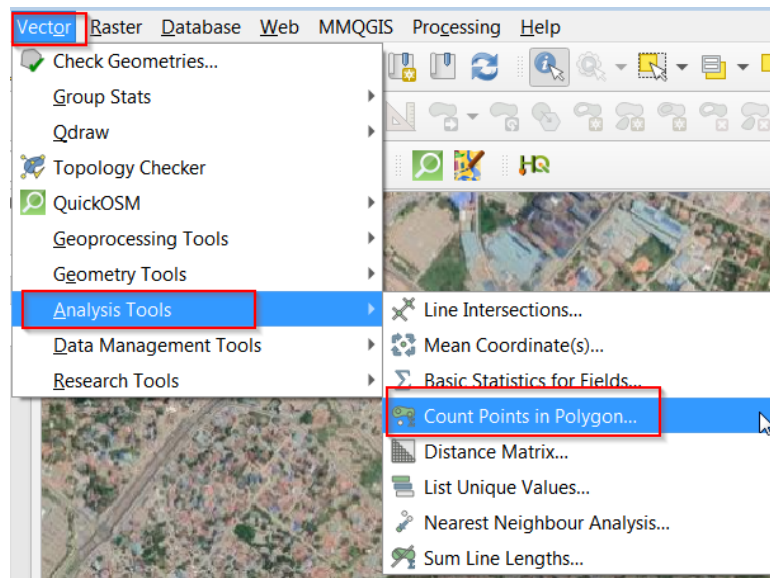 Vector Raster Database Web MMQGIS Processing Help
Check Geometries...
Group Stats
Qdraw
Topology Checker
QuickOSM
Geoprocessing Tools
Geometry Tools
Analysis Tools
Data Management Tools
Research Tools
Line Intersections...
Mean Coordinate(s)...
Basic Statistics for Fields...
Count Points in Polygon...
Distance Matrix...
List Unique Values...
Nearest Neighbour Analysis...
Sum Line Lengths...